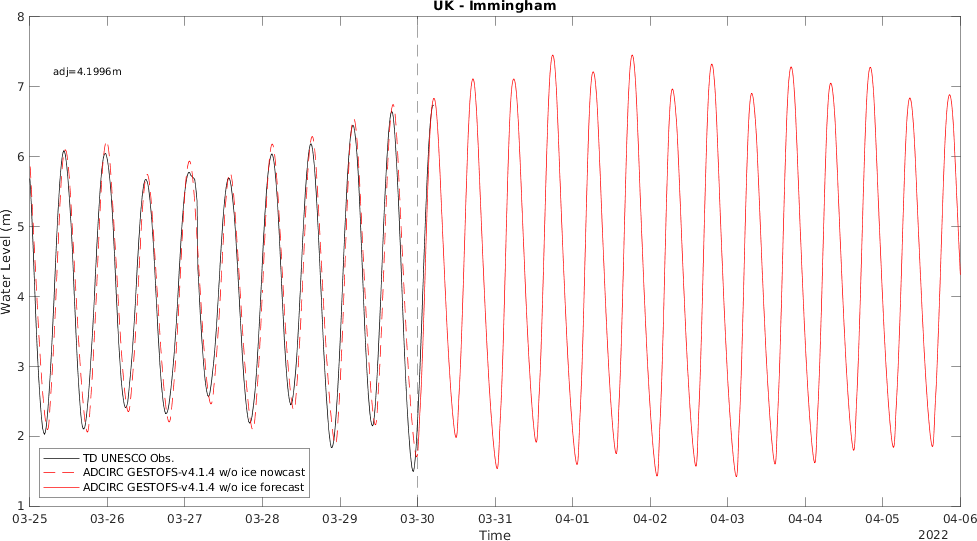 UK - Immingham
8
adj=4.1996m
7
6
5
Water Level (m)
4
3
2
TD UNESCO Obs.
ADCIRC GESTOFS-v4.1.4 w/o ice nowcast
ADCIRC GESTOFS-v4.1.4 w/o ice forecast
1
03-25 03-26 03-27 03-28 03-29 03-30 03-31 04-01 04-02 04-03 04-04 04-05 04-06
Time
2022